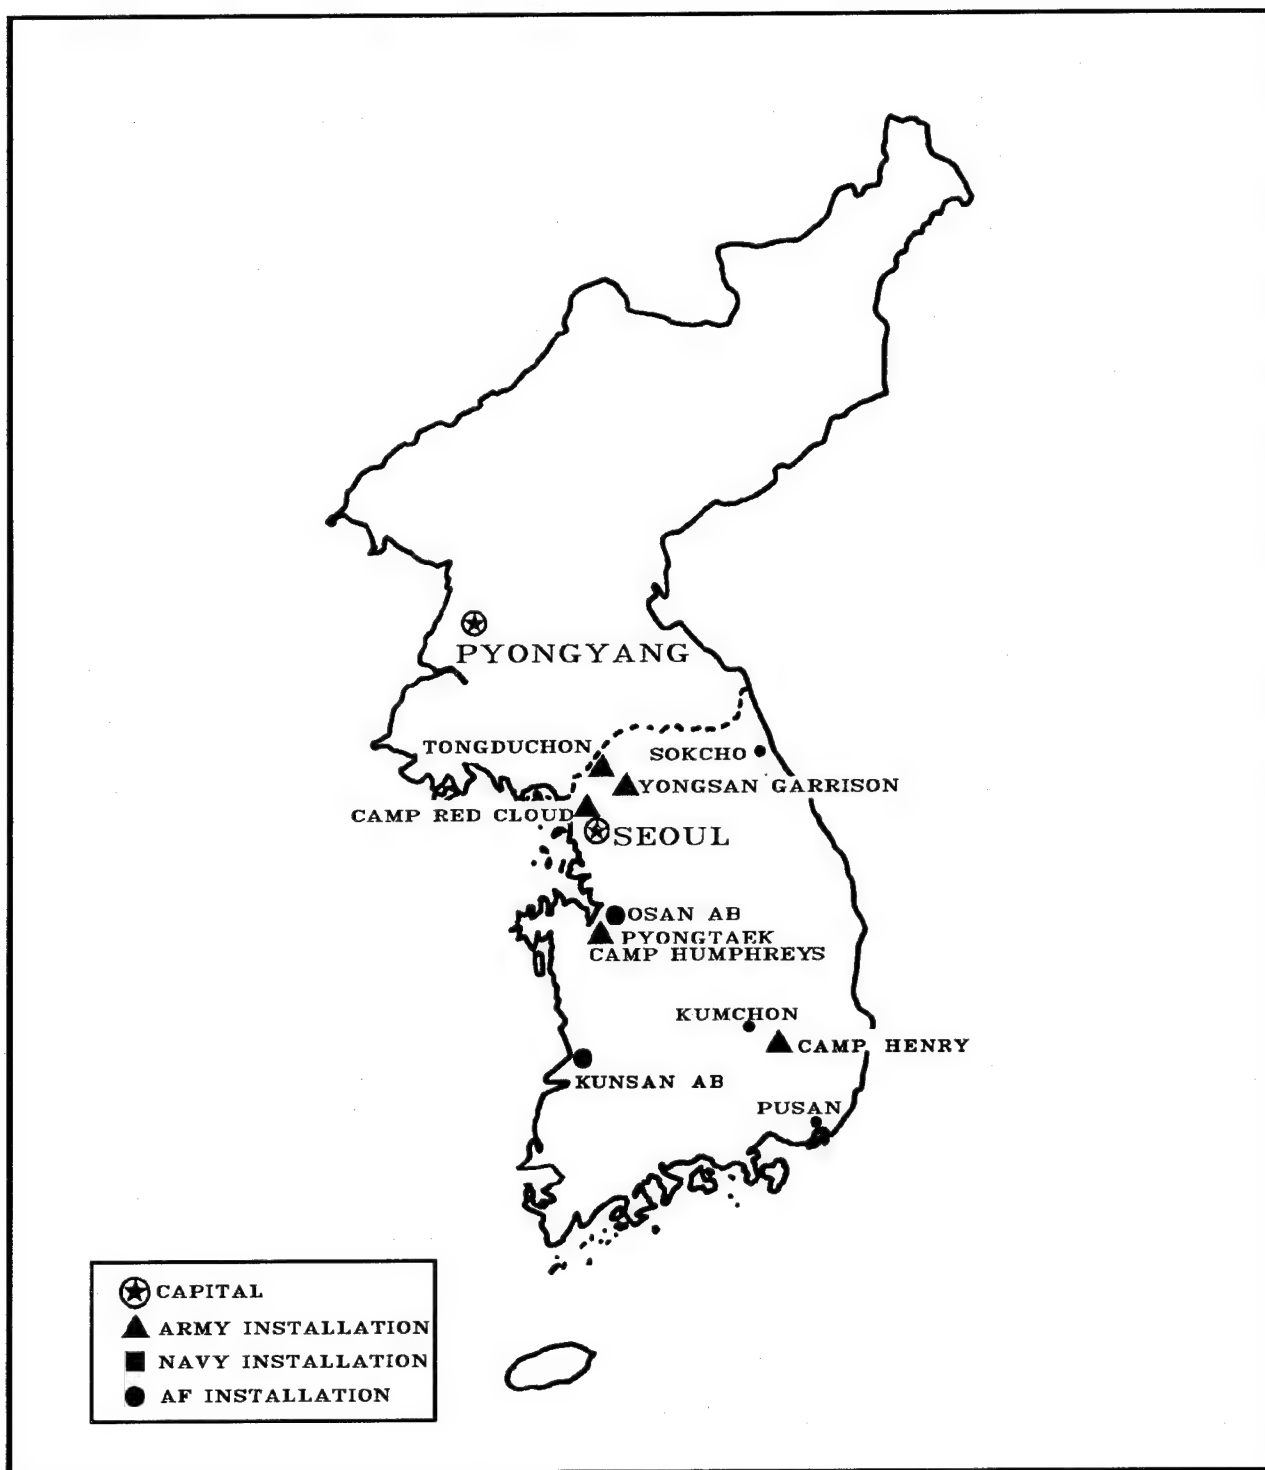 PYONGYANG
TONGDUCHON
SOKCHO
YONGSAN GARRISON
CAMP RED CLOUD
SEOUL
OSAN AB
PYONGTAEK
CAMP HUMPHREYS
KUMCHON
CAMP HENRY
KUNSAN AB
PUSAN
CAPITAL
ARMY INSTALLATION
NAVY INSTALLATION
AF INSTALLATION